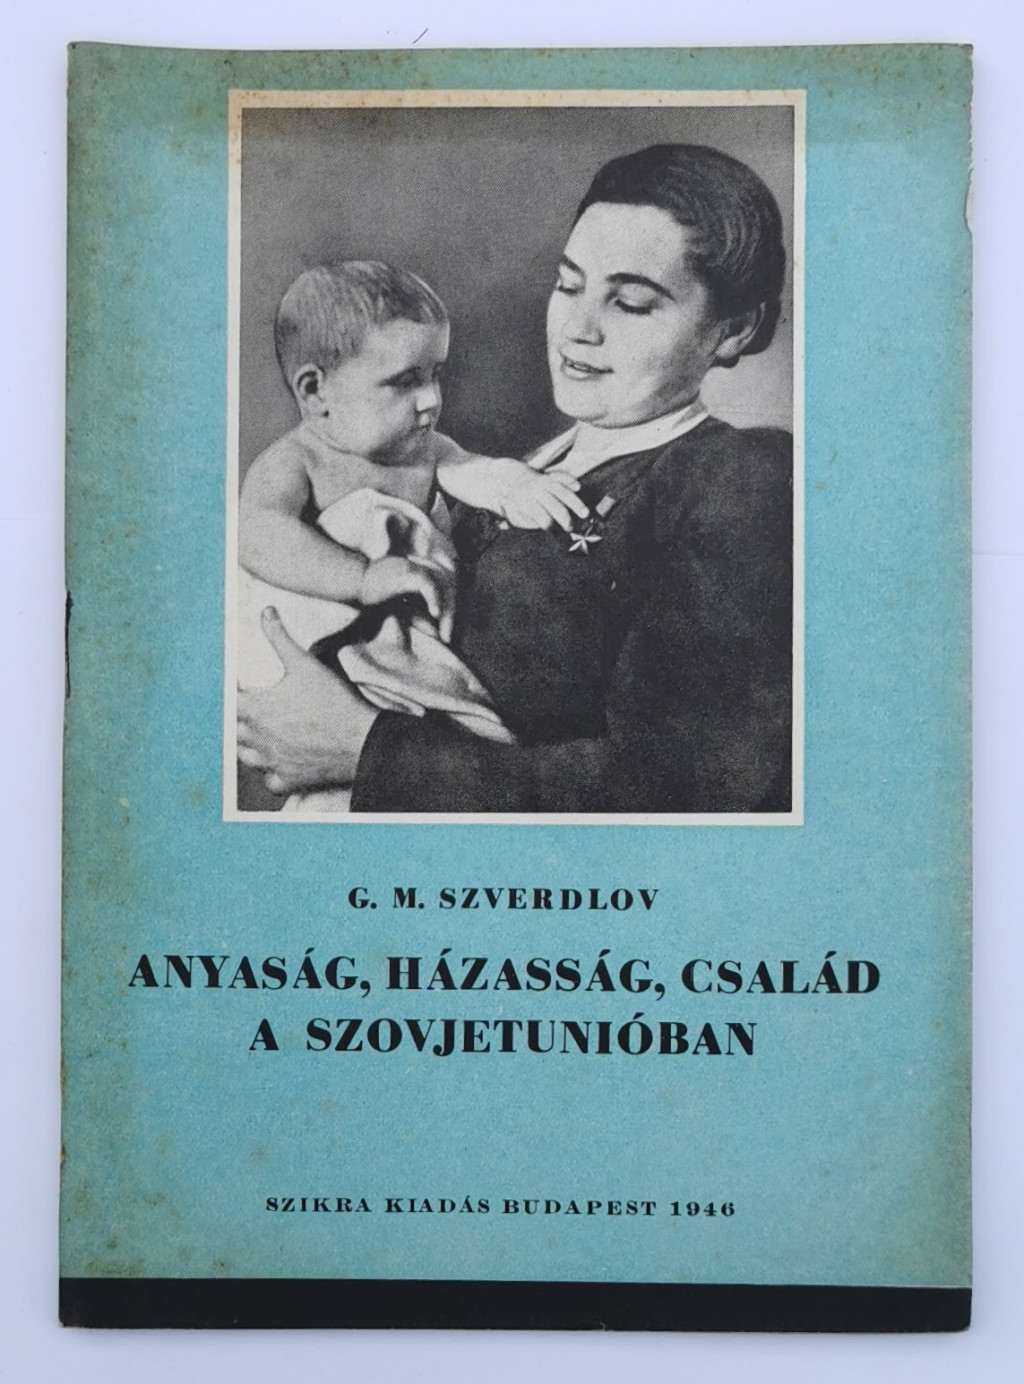 G. M. SZVERDLOV
ANYASÁG, HÁZASSÁG, CSALÁD
A SZOVJETUNIÓBAN
SZIKRA KIADÁS BUDAPEST 1946